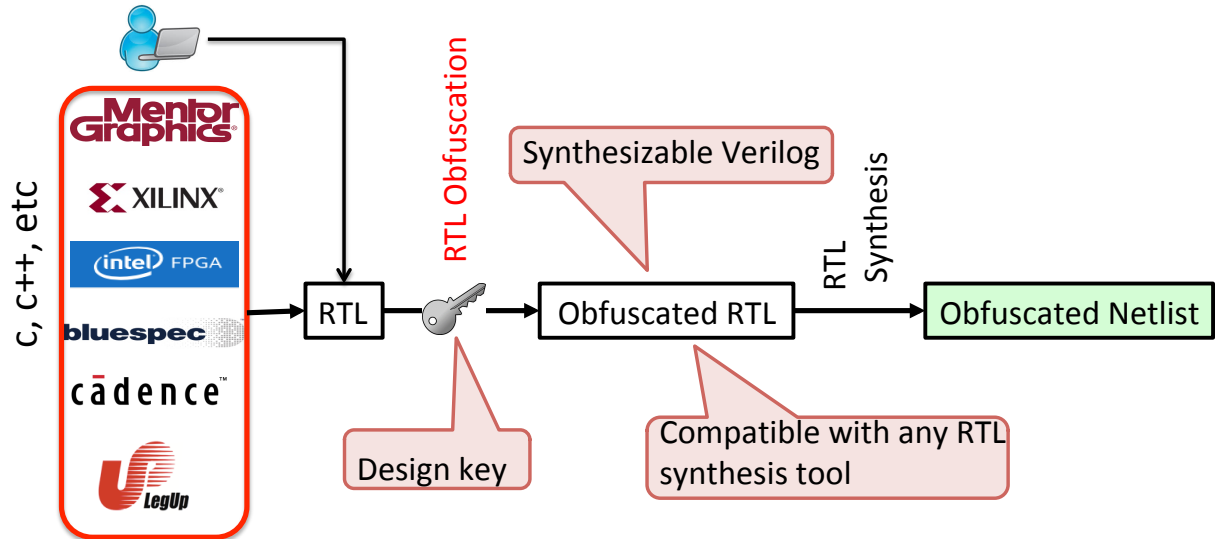 c, c++, etc
Mentor
Graphics®
XILINX®
intel FPGA
bluespec
cādence™
LegUp
RTL
RTL Obfuscation
Design key
Synthesizable Verilog
Obfuscated RTL
Compatible with any RTL
synthesis tool
RTL
Synthesis
Obfuscated Netlist